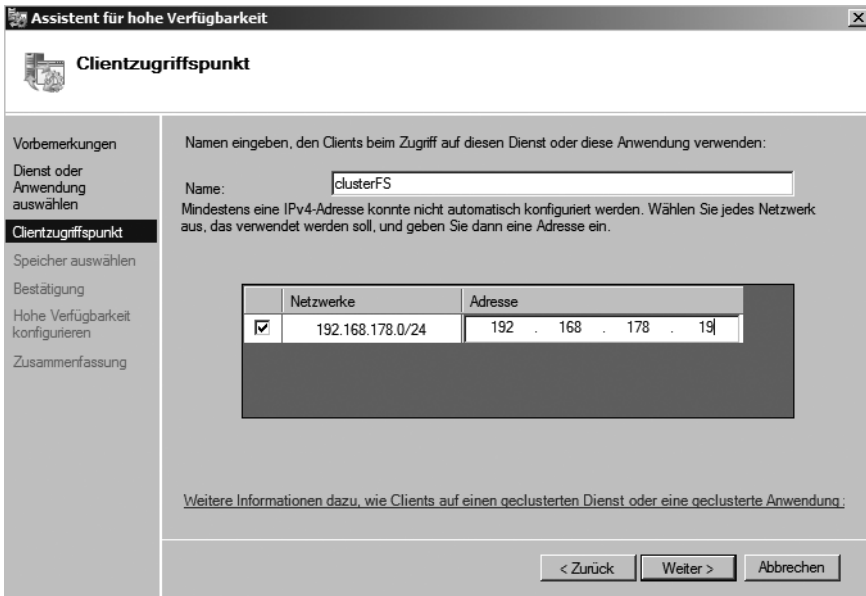 Assistent für hohe Verfügbarkeit
Clientzugriffspunkt
Vorbemerkungen
Dienst oder
Anwendung
auswählen
Clientzugriffspunkt
Speicher auswählen
Bestätigung
Hohe Verfügbarkeit
konfigurieren
Zusammenfassung
Namen eingeben, den Clients beim Zugriff auf diesen Dienst oder diese Anwendung verwenden:
Name: clusterFS
Mindestens eine IPv4-Adresse konnte nicht automatisch konfiguriert werden. Wählen Sie jedes Netzwerk
aus, das verwendet werden soll, und geben Sie dann eine Adresse ein.
Netzwerke Adresse
192.168.178.0/24 192 . 168 . 178 . 19
Weitere Informationen dazu, wie Clients auf einen geclusterten Dienst oder eine geclusterte Anwendung
< Zurück Weiter > Abbrechen